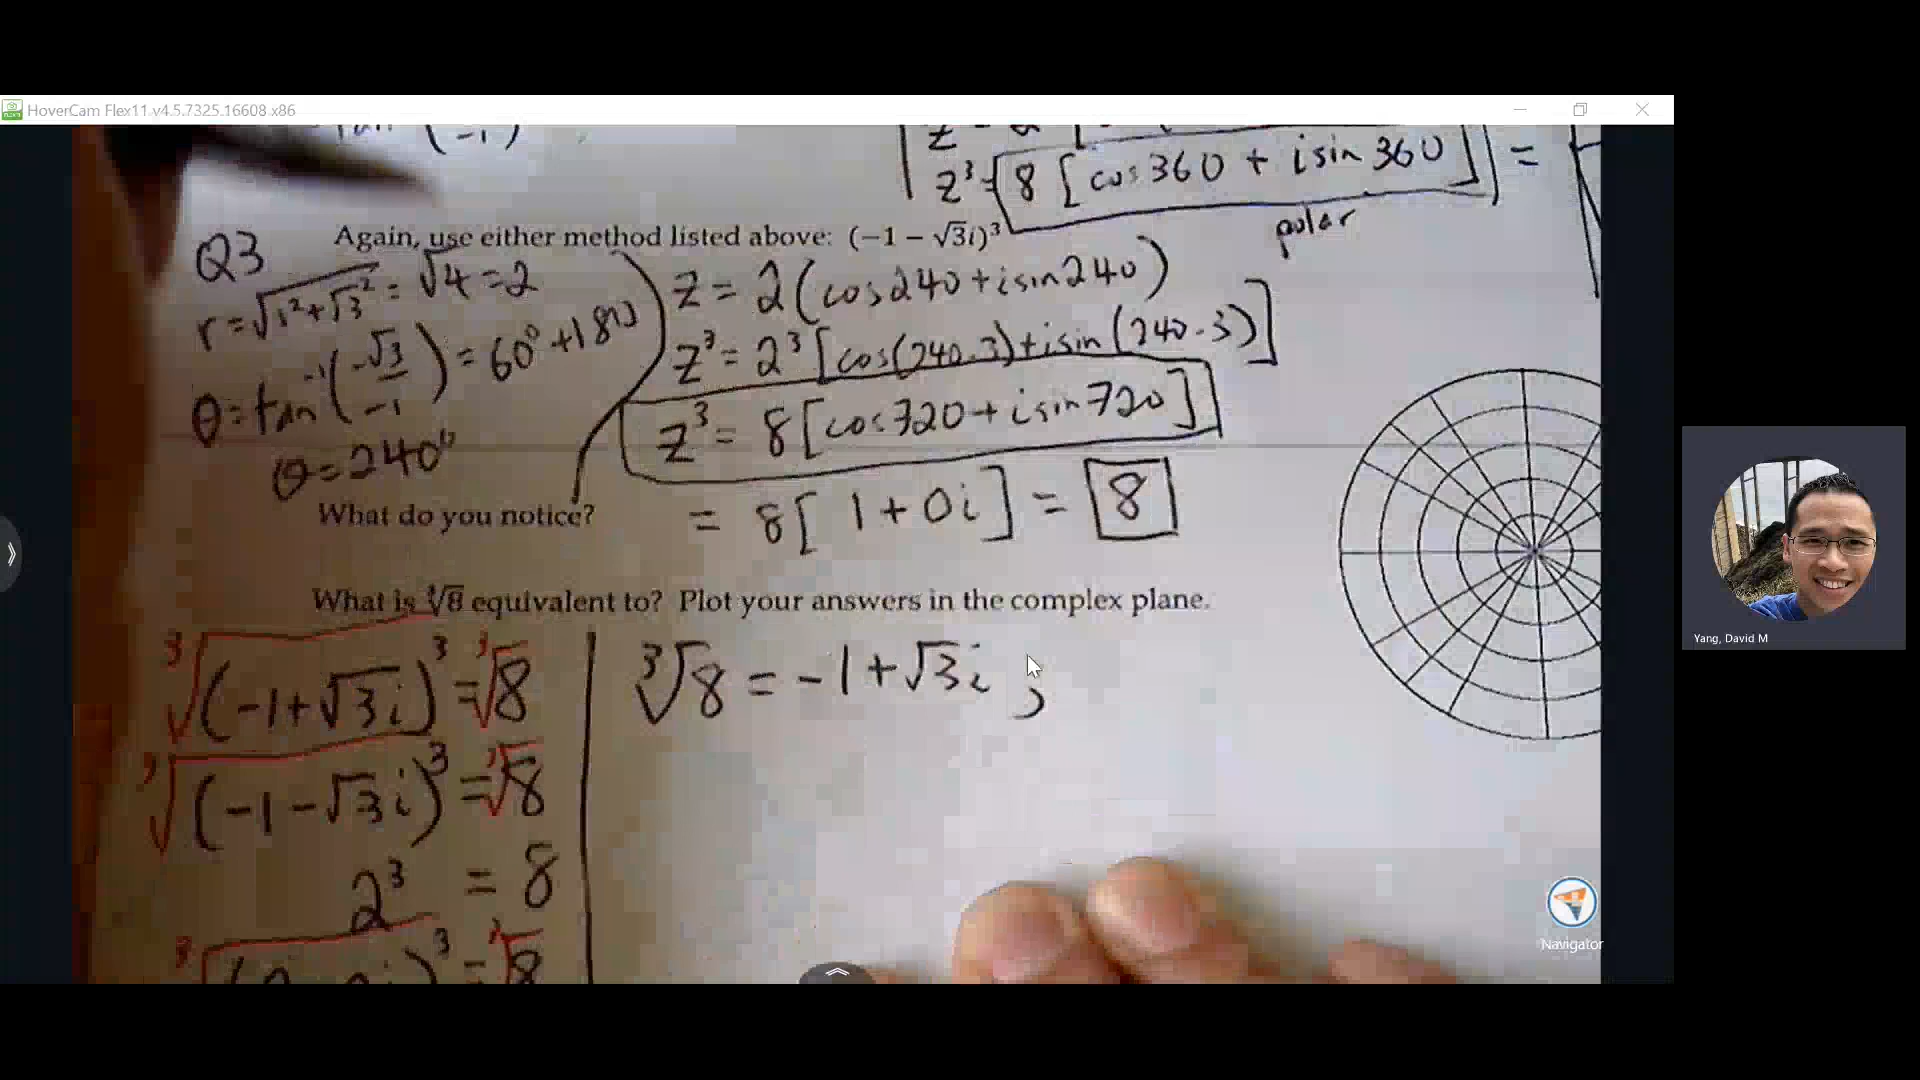 HoverCam Flex11 v4.5.7325.16608 x86
z³ = 8 [cos 360 + i sin 360] =
polar
Q3 Again, use either method listed above: (−1 − √3i)³
r = √1² + √3² = √4 = 2
z = 2 (cos 240 + i sin 240)
θ = tan⁻¹ (-√3/-1) = 60° + 180
z³ = 2³ [cos(240·3) + i sin (240·3)]
θ = 240°
z³ = 8 [cos 720 + i sin 720]
What do you notice?
= 8 [ 1 + 0i ] = 8
What is ∛8 equivalent to? Plot your answers in the complex plane.
∛(-1+√3i)³ = ∛8
∛8 = -1 + √3i ,
Yang, David M
∛(-1-√3i)³ = ∛8
2³ = 8
Navigator